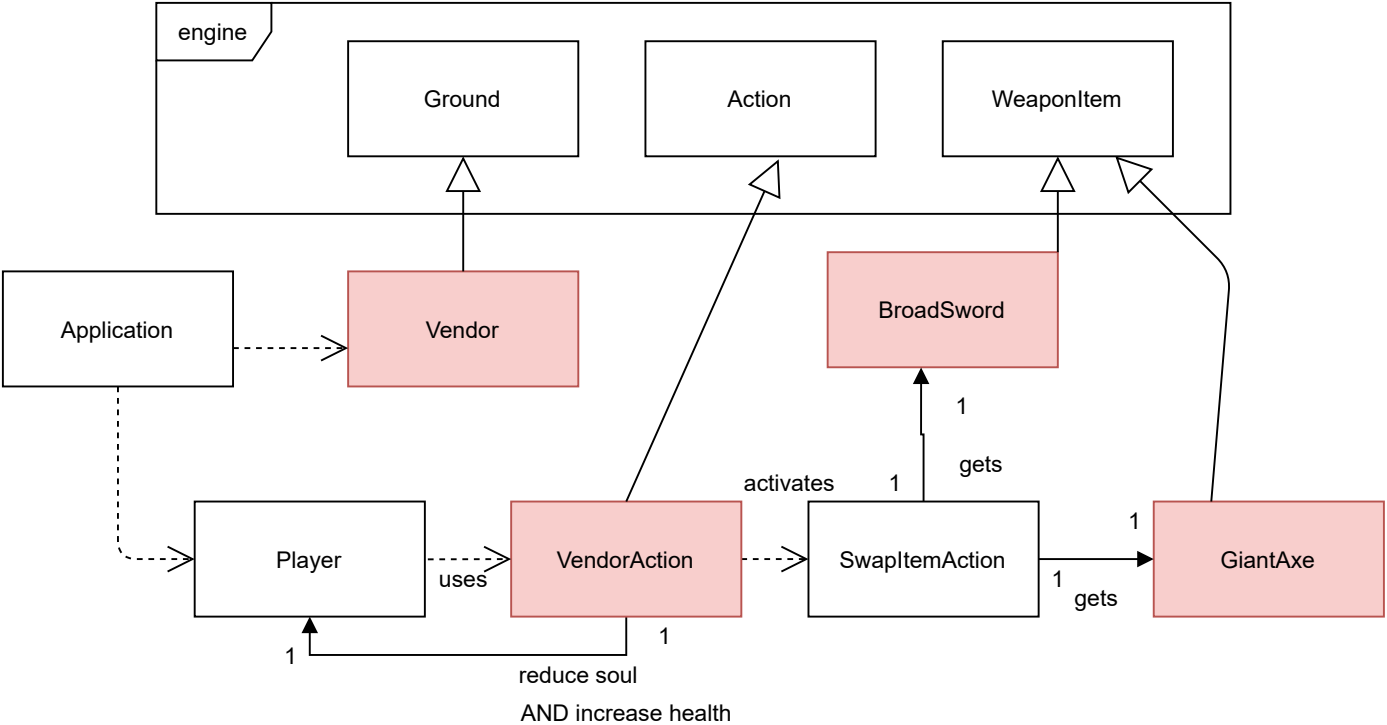 engine
Ground
Action
WeaponItem
Application
Vendor
BroadSword
1
gets
activates
1
1
Player
uses
VendorAction
SwapItemAction
GiantAxe
1
gets
1
1
reduce soul
AND increase health